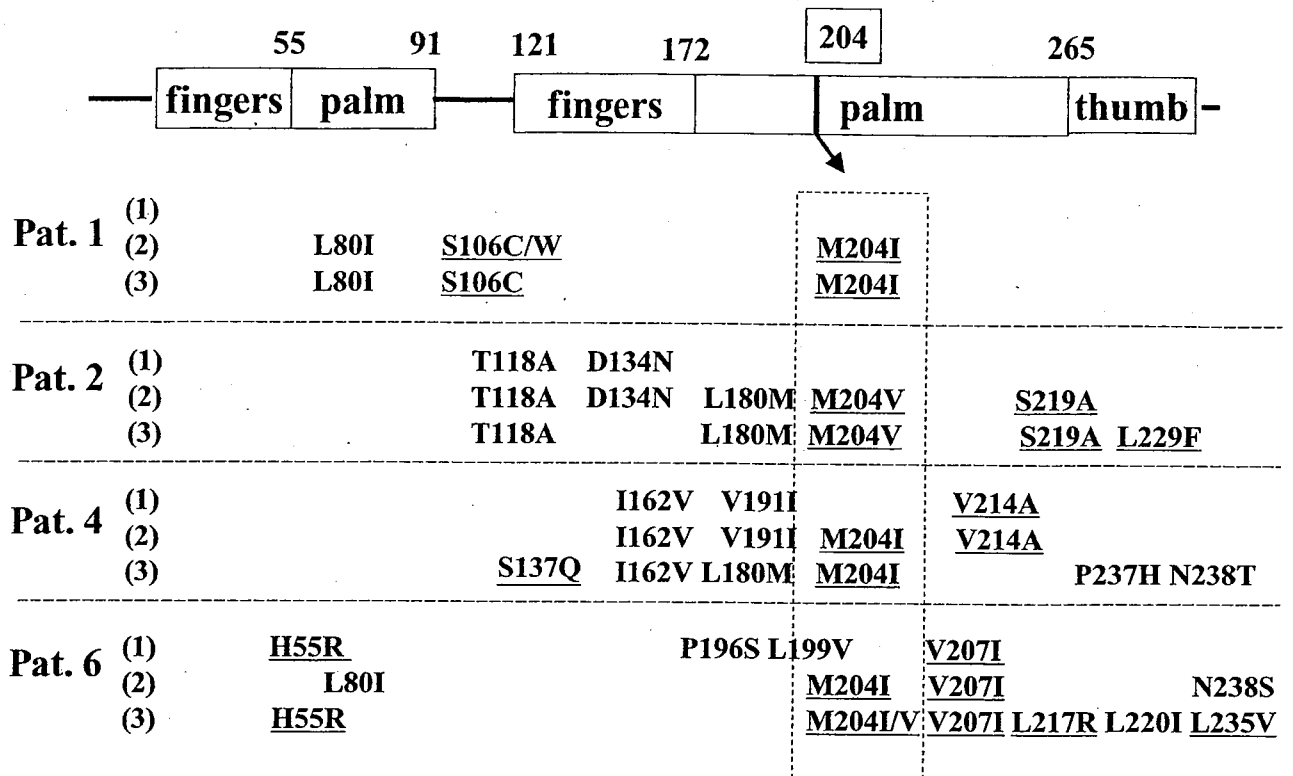 55 91 121 172 204 265
fingers palm fingers palm thumb
Pat. 1 (1)
(2) L80I S106C/W M204I
(3) L80I S106C M204I
Pat. 2 (1) T118A D134N
(2) T118A D134N L180M M204V S219A
(3) T118A L180M M204V S219A L229F
Pat. 4 (1) I162V V191I V214A
(2) I162V V191I M204I V214A
(3) S137Q I162V L180M M204I P237H N238T
Pat. 6 (1) H55R P196S L199V V207I
(2) L80I M204I V207I N238S
(3) H55R M204I/V V207I L217R L220I L235V